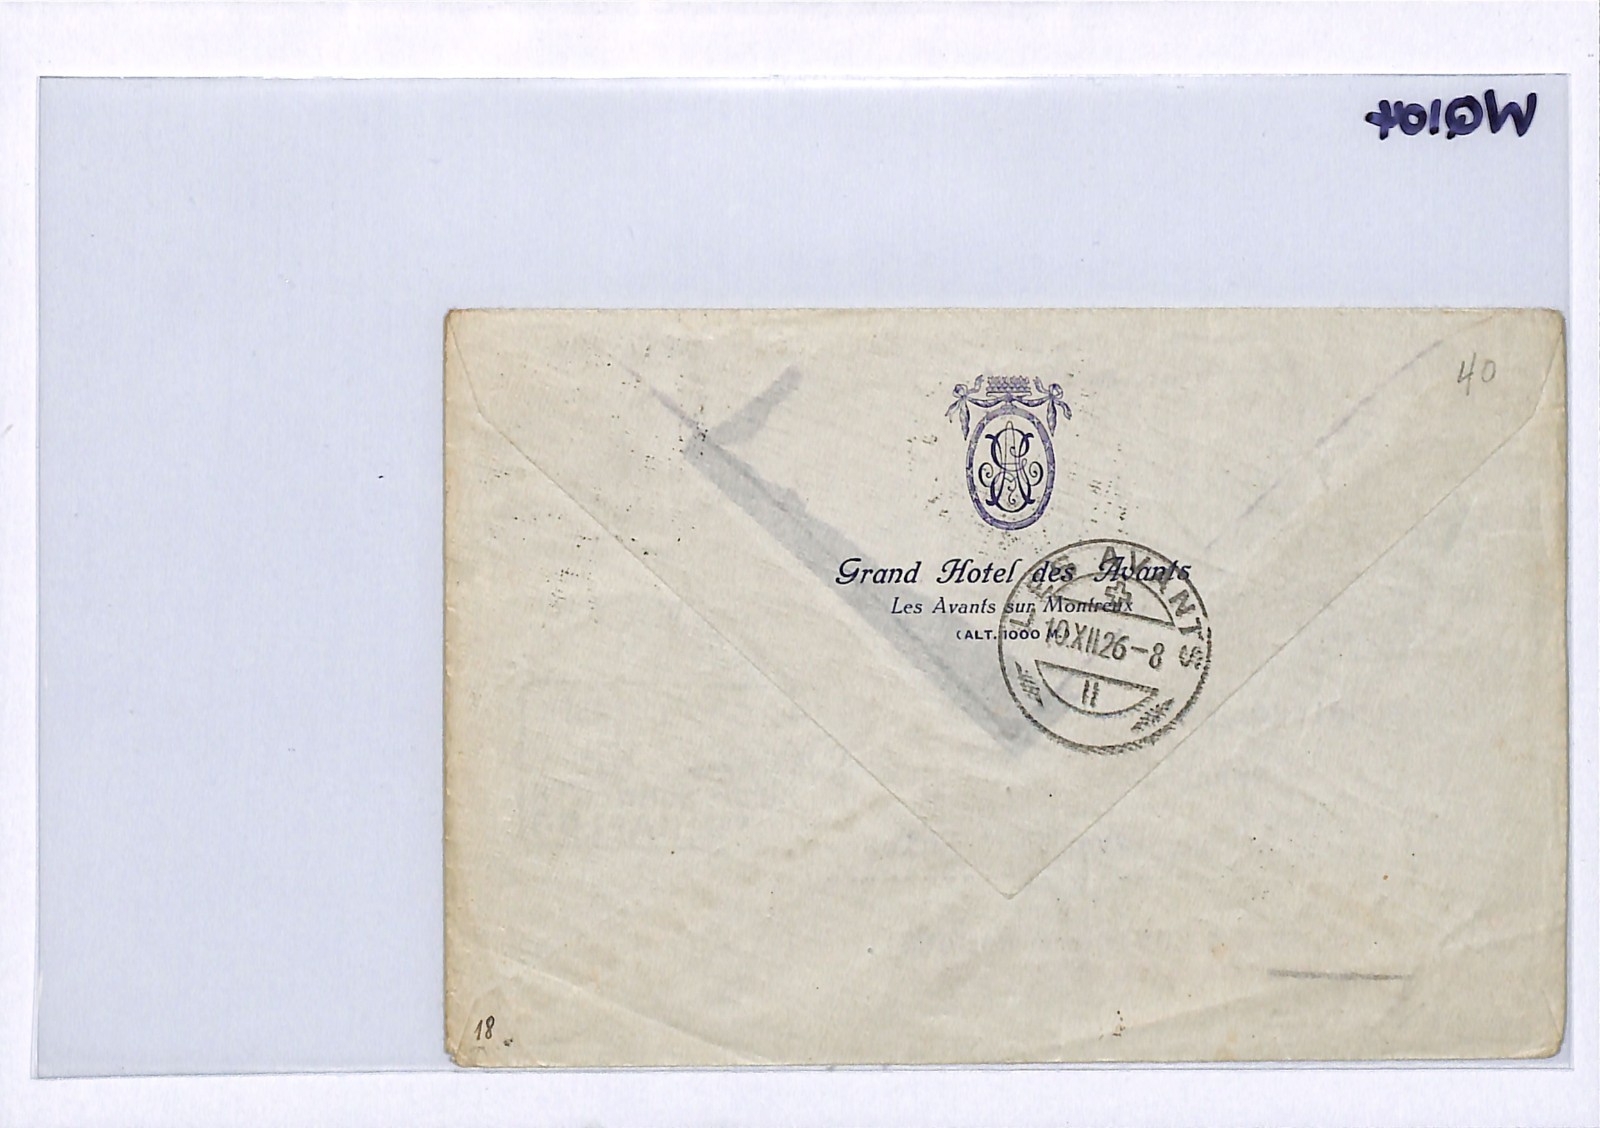 MQ104
40
Grand Hotel des Avants
Les Avants sur Montreux
(ALT. 1000 M.)
LES AVANTS
10.XII.26-8
II
18